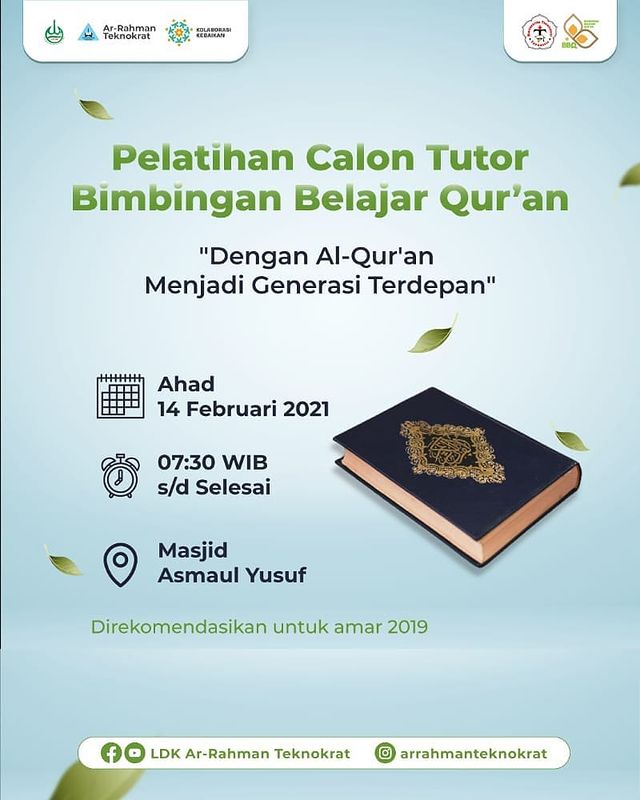 Ar-Rahman
Teknokrat
KOLABORASI
KEBAIKAN
BBQ
Pelatihan Calon Tutor
Bimbingan Belajar Qur’an
"Dengan Al-Qur'an
Menjadi Generasi Terdepan"
Ahad
14 Februari 2021
07:30 WIB
s/d Selesai
Masjid
Asmaul Yusuf
Direkomendasikan untuk amar 2019
LDK Ar-Rahman Teknokrat
arrahmanteknokrat